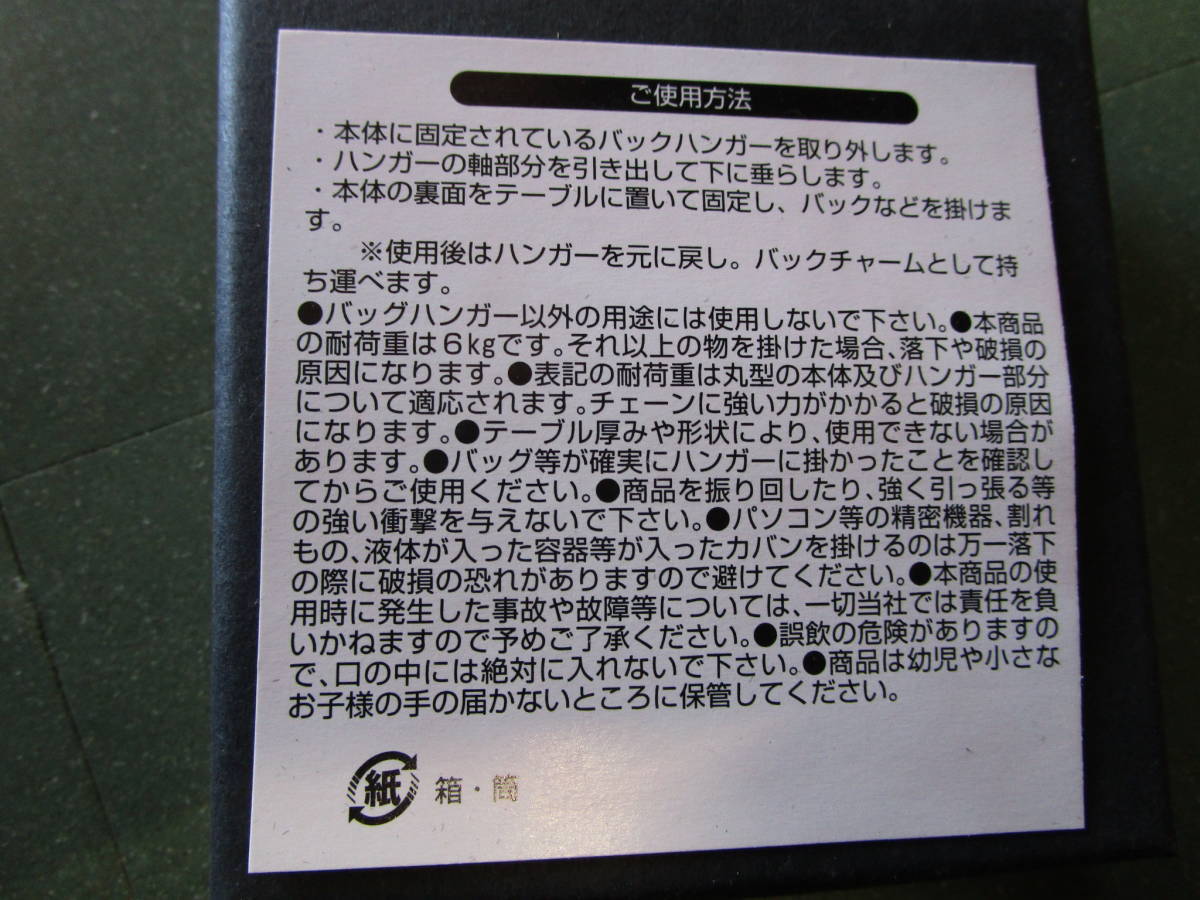 ご使用方法
・本体に固定されているバックハンガーを取り外します。
・ハンガーの軸部分を引き出して下に垂らします。
・本体の裏面をテーブルに置いて固定し、バックなどを掛けま
す。
※使用後はハンガーを元に戻し。バックチャームとして持
ち運べます。
●バッグハンガー以外の用途には使用しないで下さい。●本商品
の耐荷重は6kgです。それ以上の物を掛けた場合、落下や破損の
原因になります。●表記の耐荷重は丸型の本体及びハンガー部分
について適応されます。チェーンに強い力がかかると破損の原因
になります。●テーブル厚みや形状により、使用できない場合が
あります。●バッグ等が確実にハンガーに掛かったことを確認し
てからご使用ください。●商品を振り回したり、強く引っ張る等
の強い衝撃を与えないで下さい。●パソコン等の精密機器、割れ
もの、液体が入った容器等が入ったカバンを掛けるのは万一落下
の際に破損の恐れがありますので避けてください。●本商品の使
用時に発生した事故や故障等については、一切当社では責任を負
いかねますので予めご了承ください。●誤飲の危険がありますの
で、口の中には絶対に入れないで下さい。●商品は幼児や小さな
お子様の手の届かないところに保管してください。
紙 箱・筒